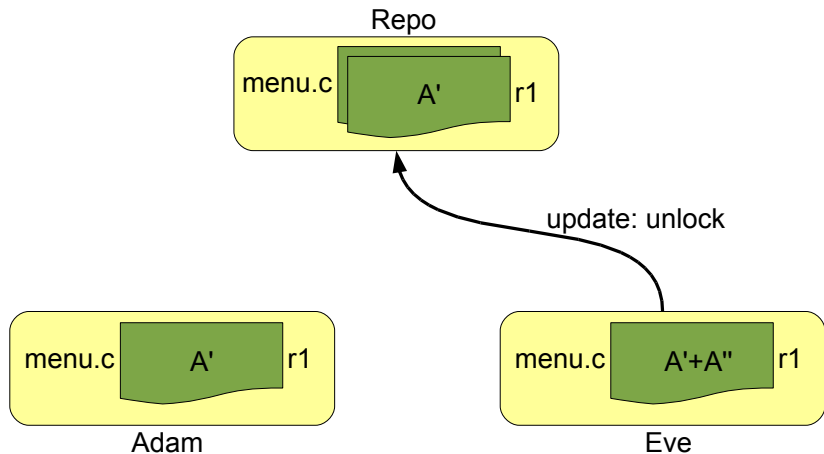 Repo
menu.c A' r1
update: unlock
menu.c A' r1
menu.c A'+A" r1
Adam
Eve